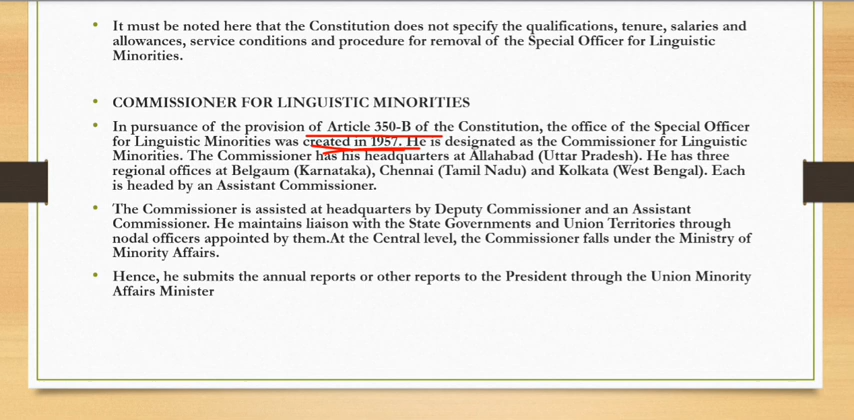 • It must be noted here that the Constitution does not specify the qualifications, tenure, salaries and
allowances, service conditions and procedure for removal of the Special Officer for Linguistic
Minorities.
• COMMISSIONER FOR LINGUISTIC MINORITIES
• In pursuance of the provision of Article 350-B of the Constitution, the office of the Special Officer
for Linguistic Minorities was created in 1957. He is designated as the Commissioner for Linguistic
Minorities. The Commissioner has his headquarters at Allahabad (Uttar Pradesh). He has three
regional offices at Belgaum (Karnataka), Chennai (Tamil Nadu) and Kolkata (West Bengal). Each
is headed by an Assistant Commissioner.
• The Commissioner is assisted at headquarters by Deputy Commissioner and an Assistant
Commissioner. He maintains liaison with the State Governments and Union Territories through
nodal officers appointed by them.At the Central level, the Commissioner falls under the Ministry of
Minority Affairs.
• Hence, he submits the annual reports or other reports to the President through the Union Minority
Affairs Minister